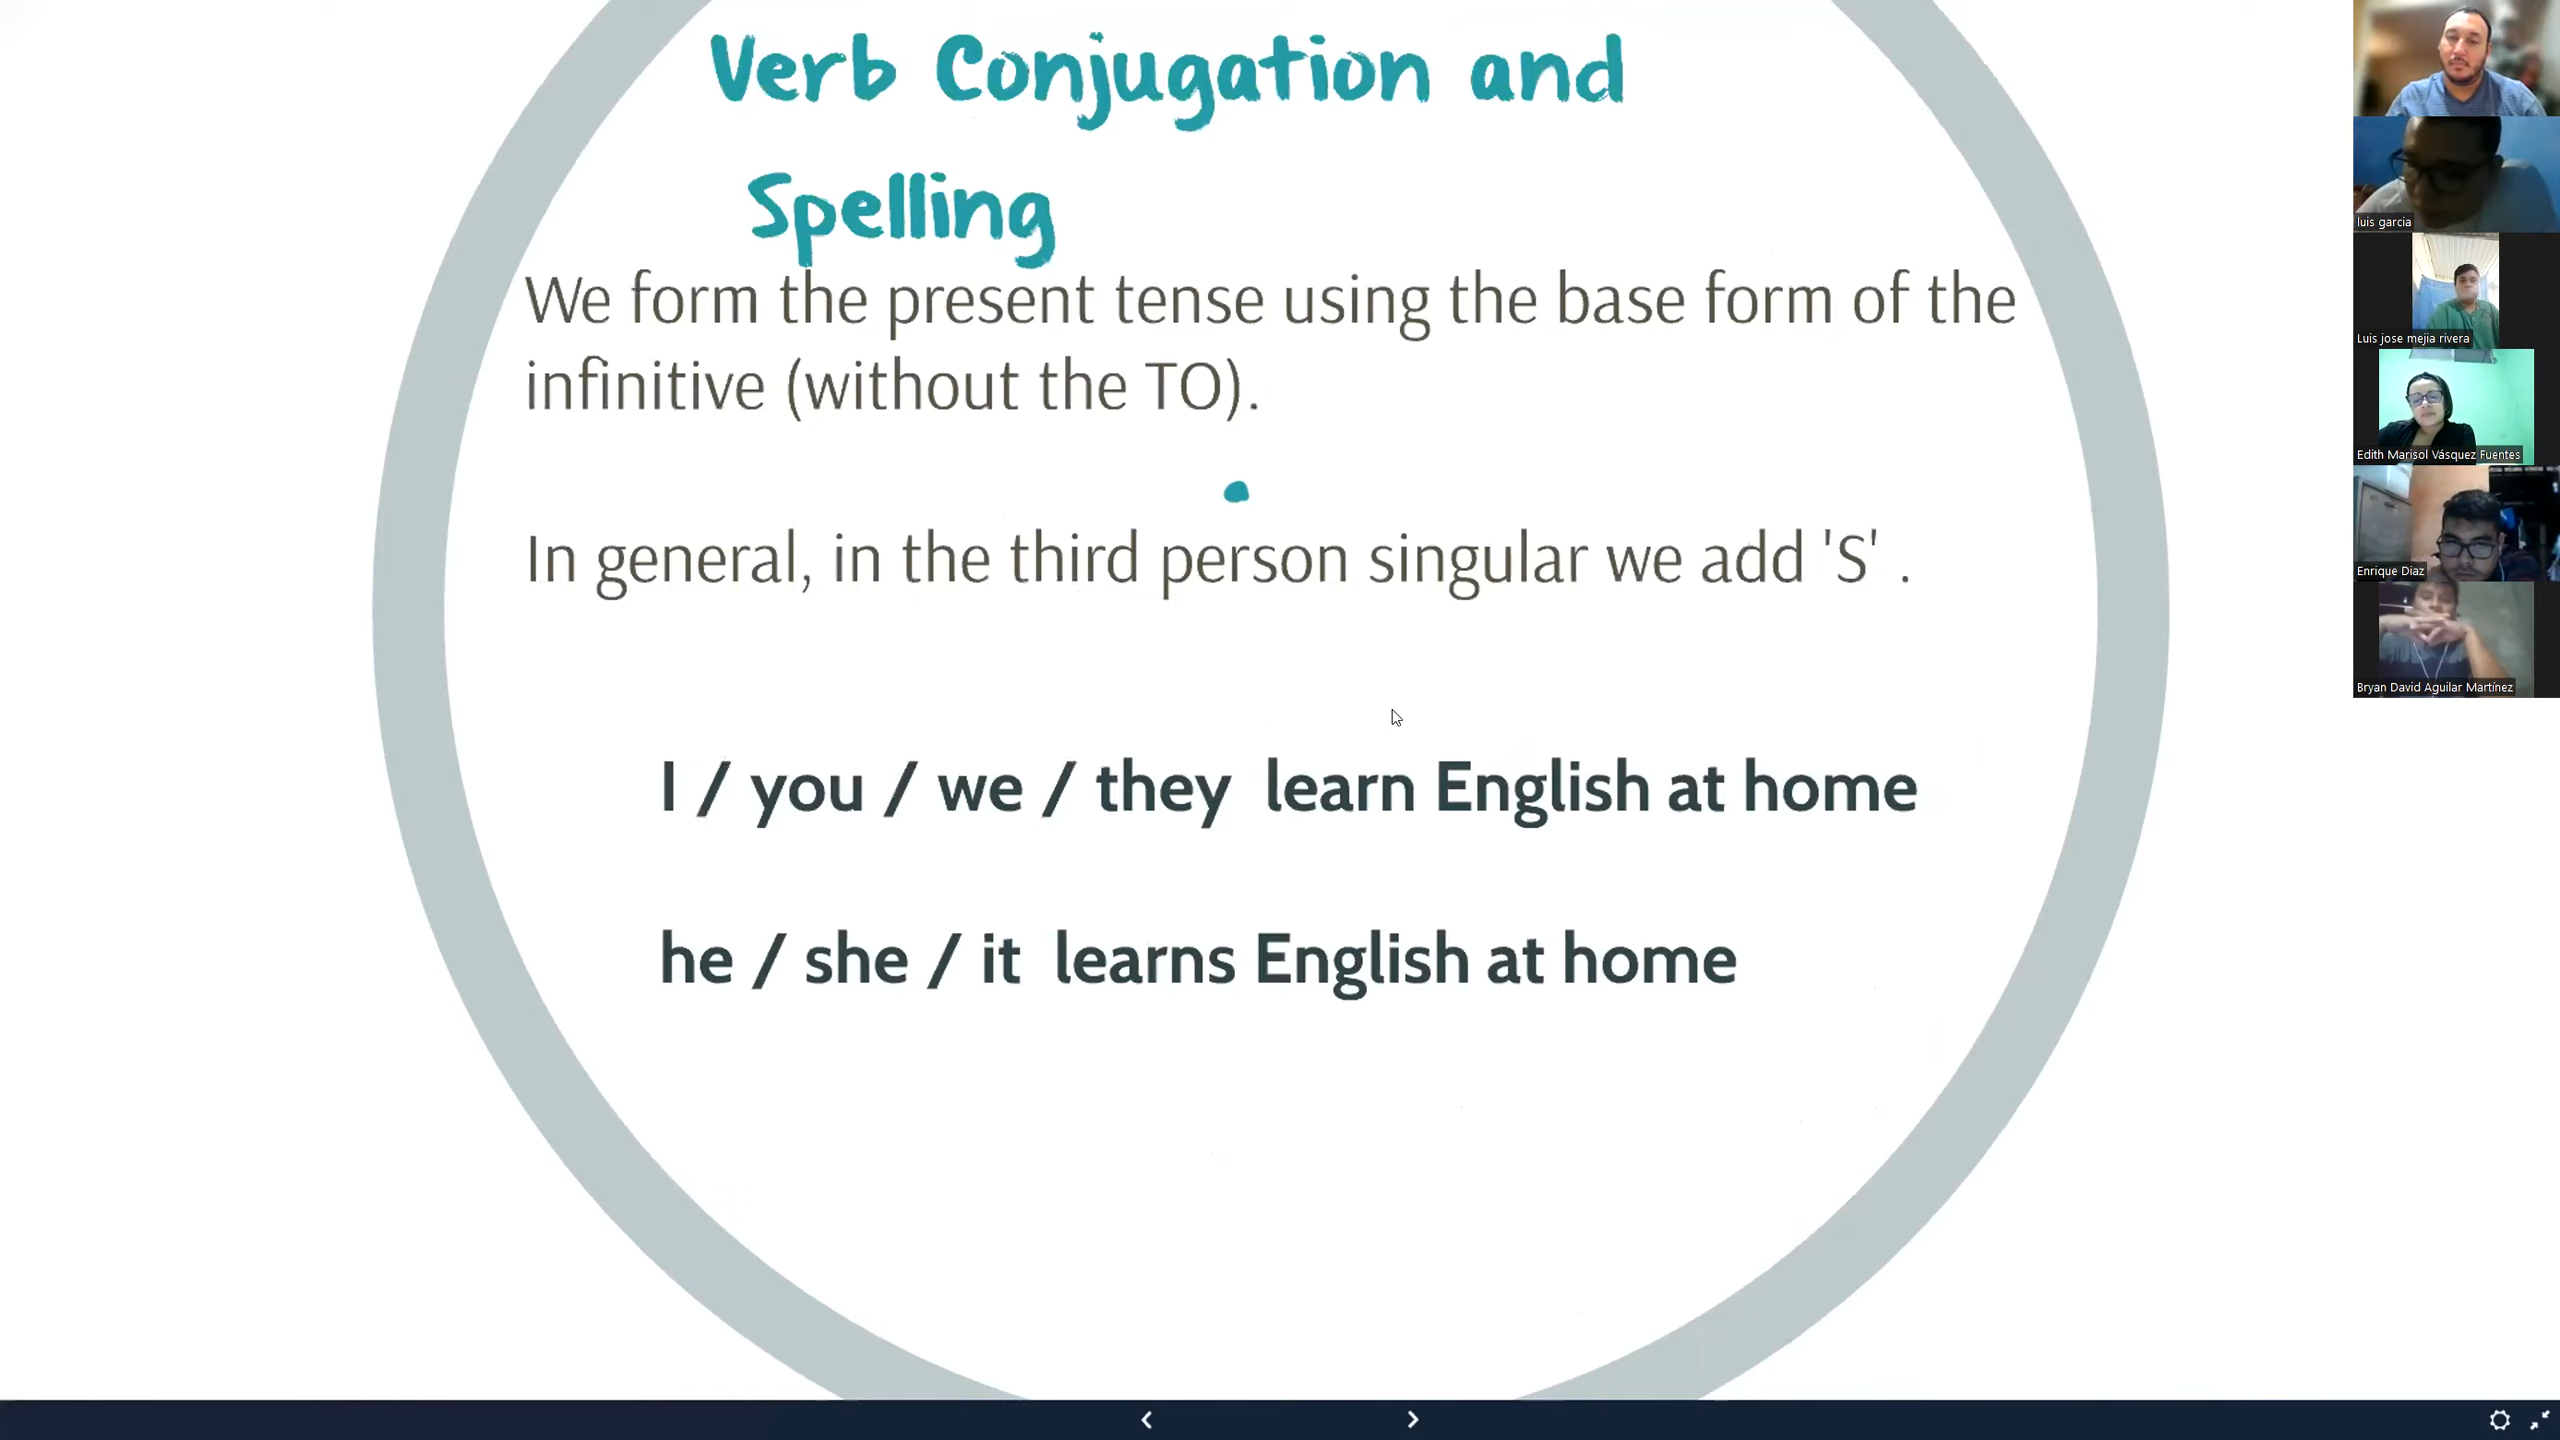 Verb Conjugation and
Spelling
We form the present tense using the base form of the
infinitive (without the TO).
In general, in the third person singular we add 'S' .
I / you / we / they learn English at home
he / she / it learns English at home
luis garcia
Luis jose mejia rivera
Edith Marisol Vásquez Fuentes
Enrique Diaz
Bryan David Aguilar Martínez